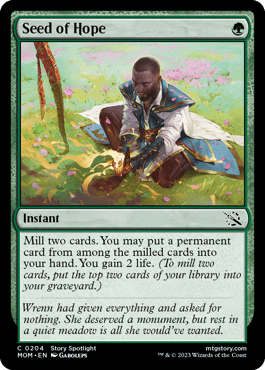 Seed of Hope
Instant
Mill two cards. You may put a permanent
card from among the milled cards into
your hand. You gain 2 life. (To mill two
cards, put the top two cards of your library
into your graveyard.)
Wrenn had given everything and asked for
nothing. She deserved a monument, but rest in
a quiet meadow is all she would've wanted.
C 0204 Story Spotlight mtgstory.com
MOM • EN GABOLEPS ™ & © 2023 Wizards of the Coast